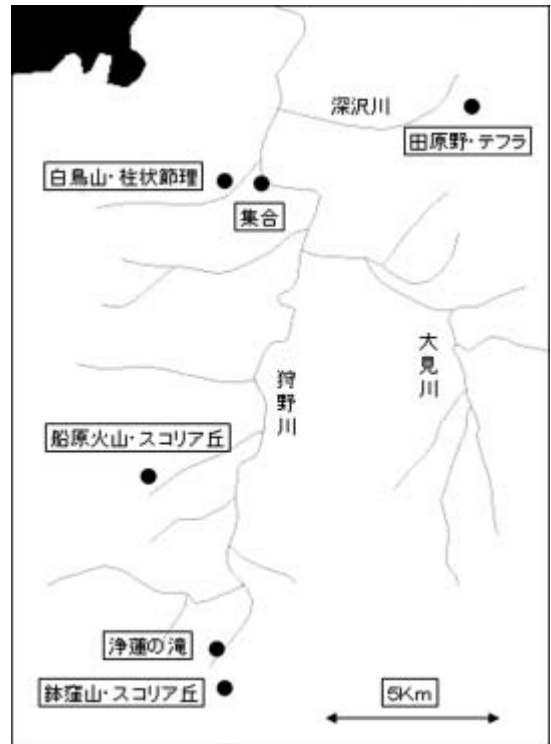 深沢川
田原野・テフラ
白鳥山・柱状節理
集合
大見川
狩野川
船原火山・スコリア丘
浄蓮の滝
鉢窪山・スコリア丘
5Km